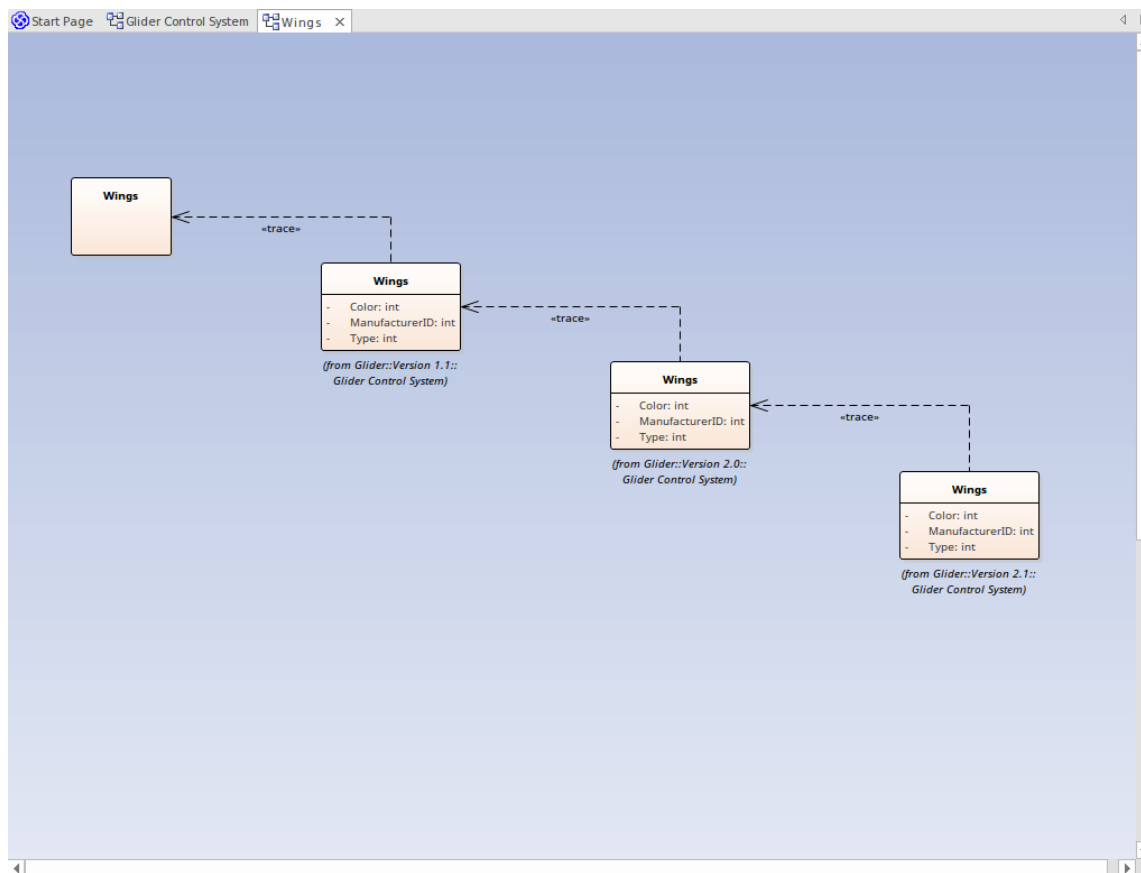 Start Page Glider Control System Wings
Wings
«trace»
Wings
- Color: int
- ManufacturerID: int
- Type: int
(from Glider::Version 1.1::
Glider Control System)
«trace»
Wings
- Color: int
- ManufacturerID: int
- Type: int
(from Glider::Version 2.0::
Glider Control System)
«trace»
Wings
- Color: int
- ManufacturerID: int
- Type: int
(from Glider::Version 2.1::
Glider Control System)